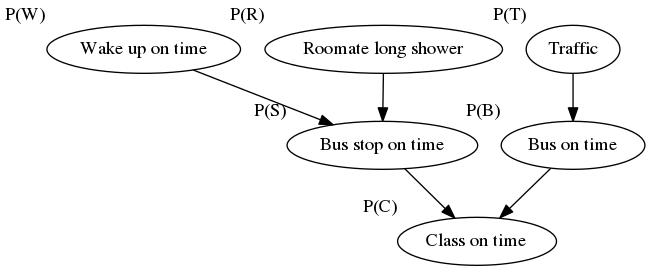 P(W)
Wake up on time
P(R)
Roomate long shower
P(T)
Traffic
P(S)
Bus stop on time
P(B)
Bus on time
P(C)
Class on time